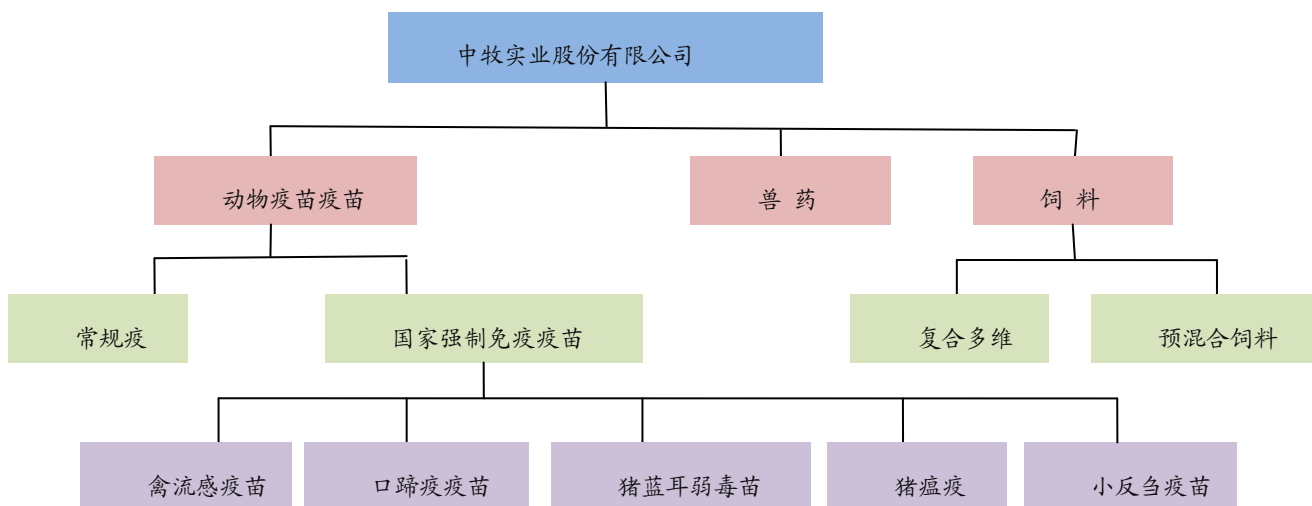 中牧实业股份有限公司
动物疫苗疫苗
兽 药
饲 料
常规疫
国家强制免疫疫苗
复合多维
预混合饲料
禽流感疫苗
口蹄疫疫苗
猪蓝耳弱毒苗
猪瘟疫
小反刍疫苗